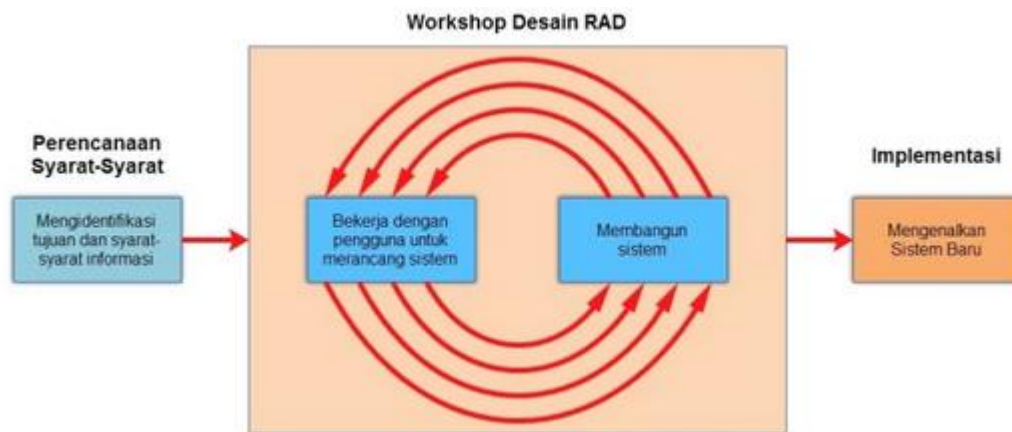 Workshop Desain RAD
Perencanaan
Syarat-Syarat
Mengidentifikasi
tujuan dan syarat-
syarat informasi
Bekerja dengan
pengguna untuk
merancang sistem
Membangun
sistem
Implementasi
Mengenalkan
Sistem Baru